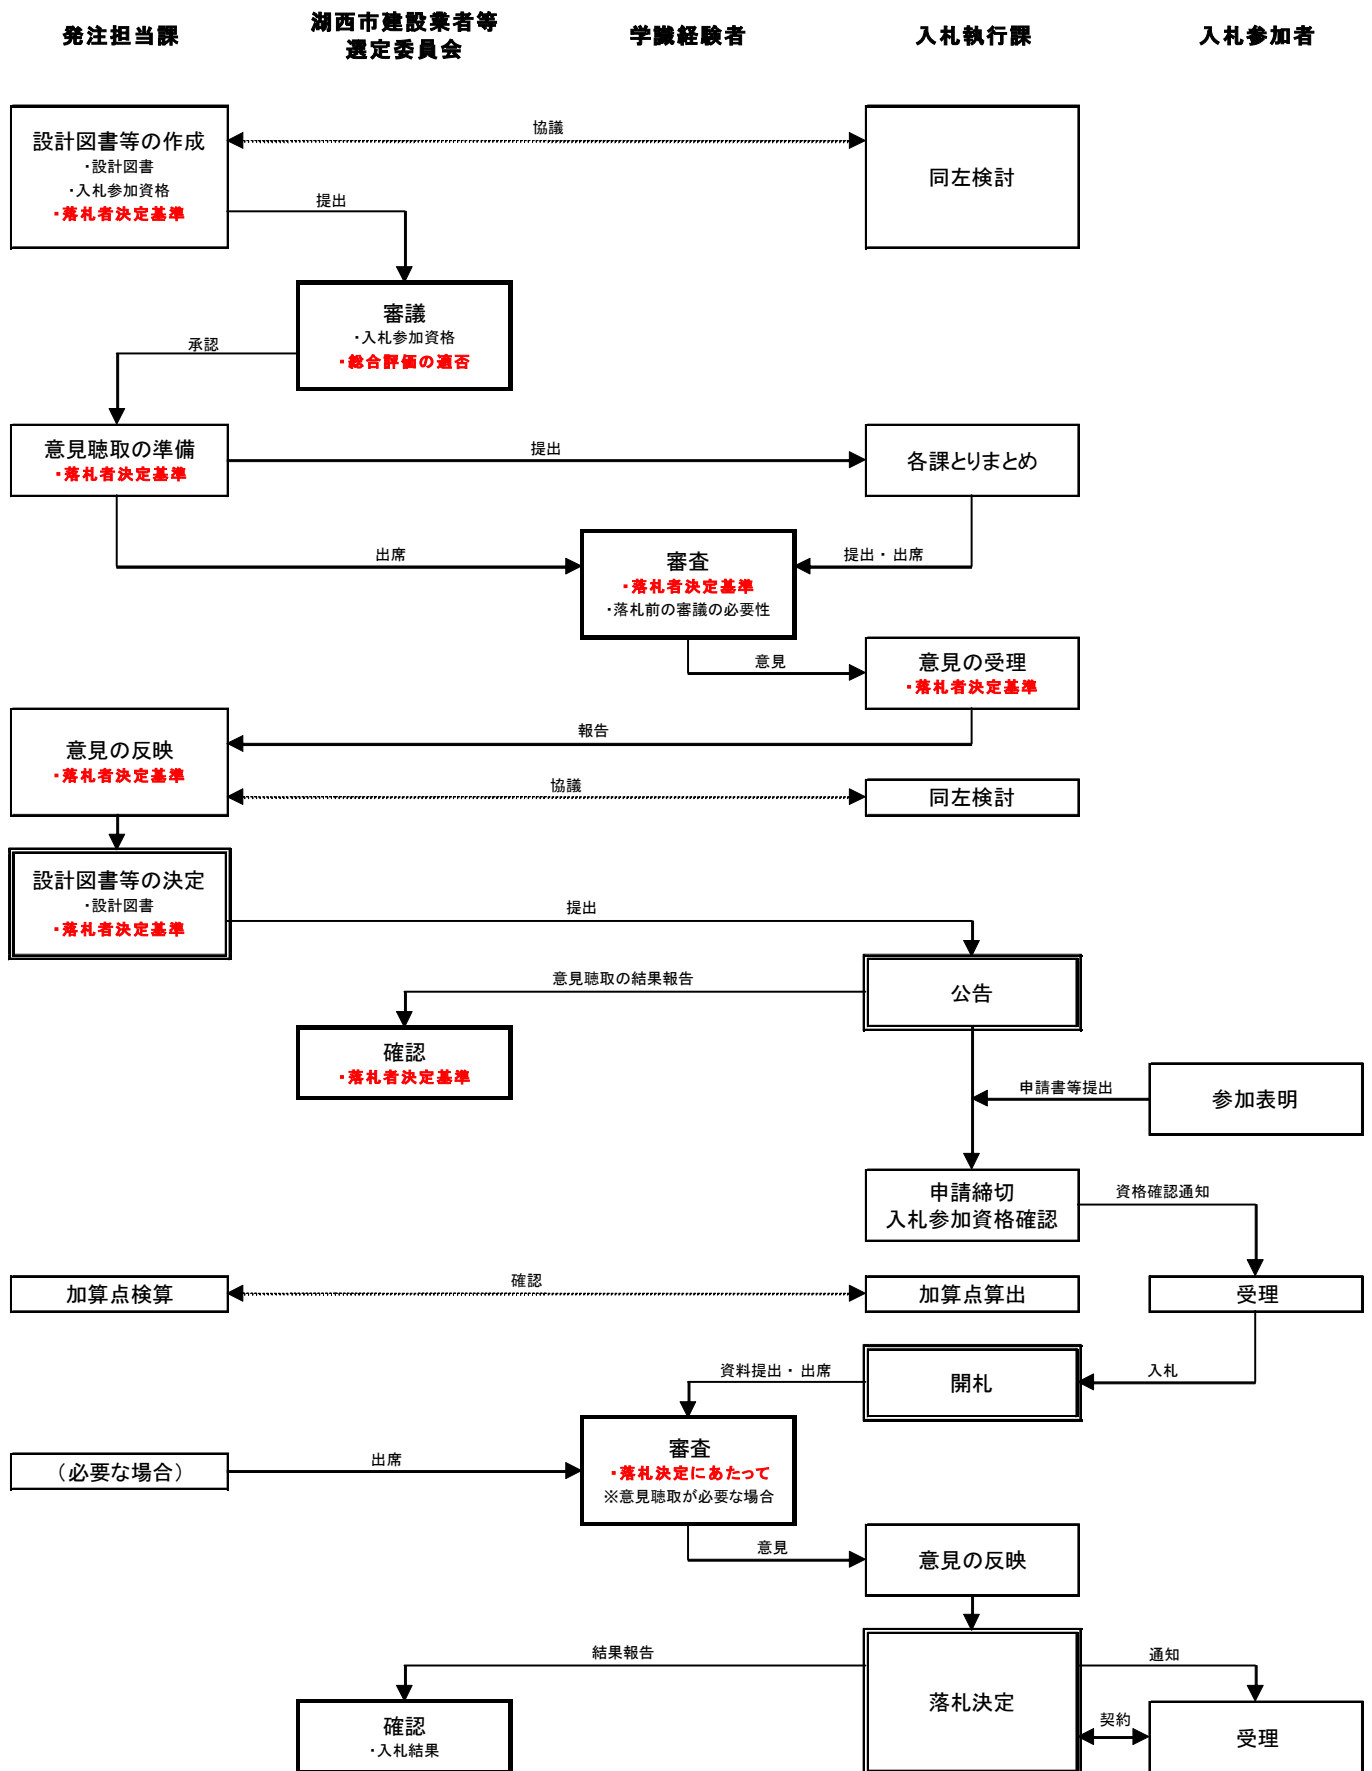 発注担当課
湖西市建設業者等
選定委員会
学識経験者
入札執行課
入札参加者
設計図書等の作成
・設計図書
・入札参加資格
・落札者決定基準
協議
同左検討
提出
審議
・入札参加資格
・総合評価の適否
承認
意見聴取の準備
・落札者決定基準
提出
各課とりまとめ
出席
審査
・落札者決定基準
・落札前の審議の必要性
提出・出席
意見
意見の受理
・落札者決定基準
報告
意見の反映
・落札者決定基準
協議
同左検討
設計図書等の決定
・設計図書
・落札者決定基準
提出
公告
意見聴取の結果報告
確認
・落札者決定基準
申請書等提出
参加表明
申請締切
入札参加資格確認
資格確認通知
加算点検算
確認
加算点算出
受理
資料提出・出席
開札
入札
(必要な場合)
出席
審査
・落札決定にあたって
※意見聴取が必要な場合
意見
意見の反映
結果報告
落札決定
通知
確認
・入札結果
契約
受理